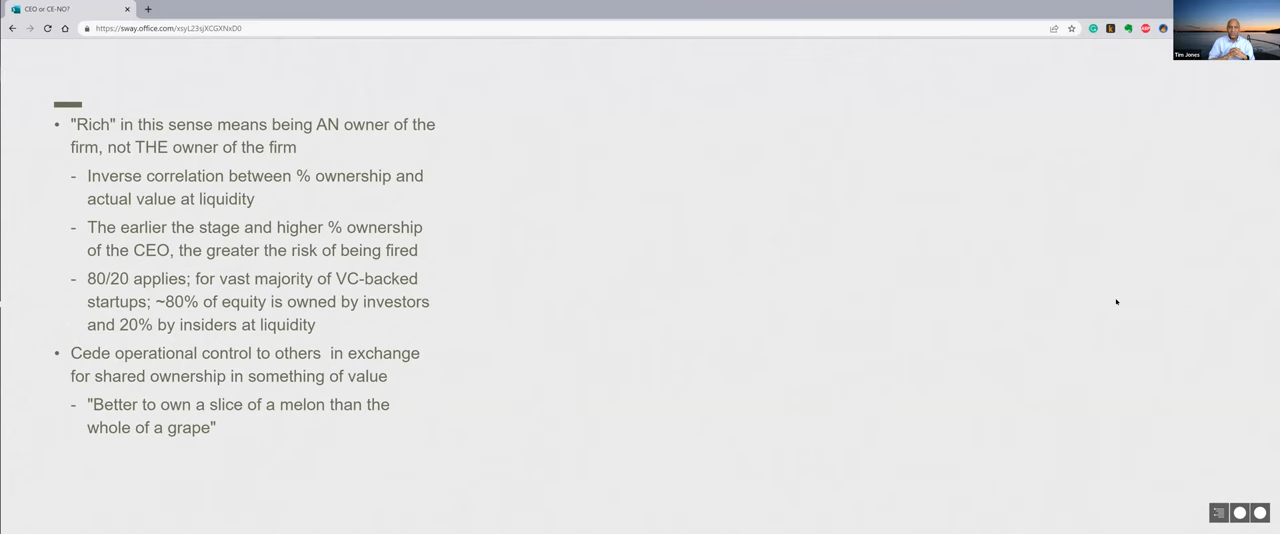 CEO or CE-NO?
https://sway.office.com/xsyL23sjXCGXNxD0
Tim Jones
• "Rich" in this sense means being AN owner of the
firm, not THE owner of the firm
- Inverse correlation between % ownership and
actual value at liquidity
- The earlier the stage and higher % ownership
of the CEO, the greater the risk of being fired
- 80/20 applies; for vast majority of VC-backed
startups; ~80% of equity is owned by investors
and 20% by insiders at liquidity
• Cede operational control to others  in exchange
for shared ownership in something of value
- "Better to own a slice of a melon than the
whole of a grape"